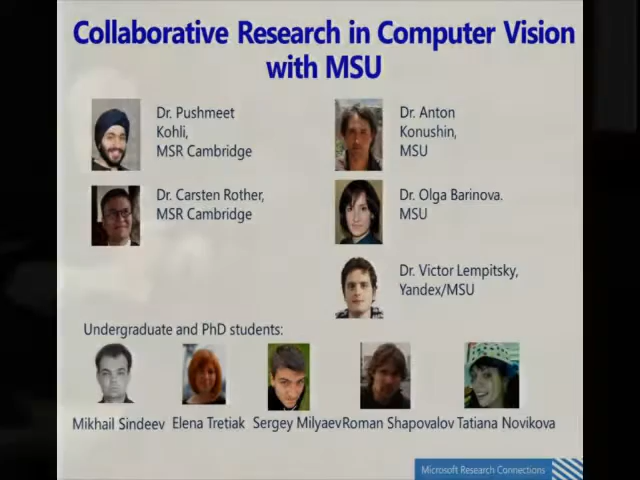 Collaborative Research in Computer Vision
with MSU
Dr. Pushmeet
Kohli,
MSR Cambridge
Dr. Anton
Konushin,
MSU
Dr. Carsten Rother,
MSR Cambridge
Dr. Olga Barinova.
MSU
Dr. Victor Lempitsky,
Yandex/MSU
Undergraduate and PhD students:
Mikhail Sindeev Elena Tretiak Sergey Milyaev Roman Shapovalov Tatiana Novikova
Microsoft Research Connections